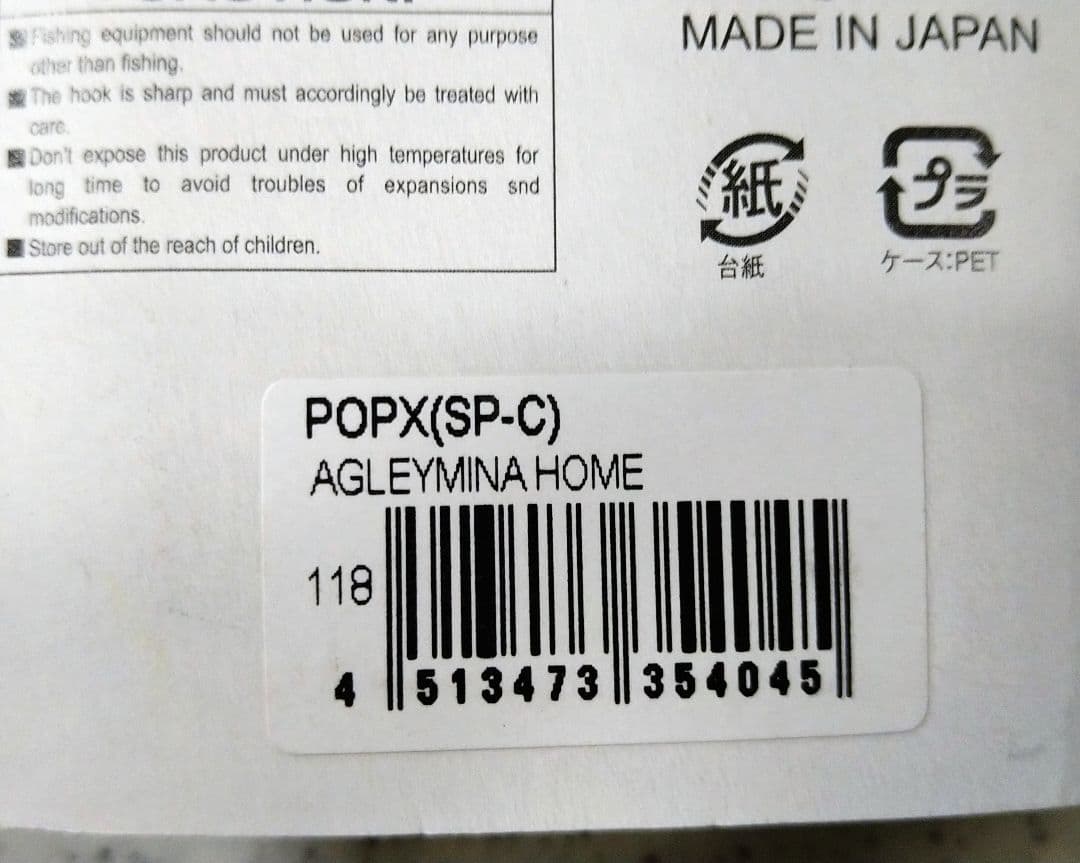 Fishing equipment should not be used for any purpose
other than fishing.
The hook is sharp and must accordingly be treated with
care.
Don't expose this product under high temperatures for
long time to avoid troubles of expansions snd
modifications.
Store out of the reach of children.
MADE IN JAPAN
紙
台紙
プラ
ケース:PET
POPX(SP-C)
AGLEYMINA HOME
118
4 513473 354045